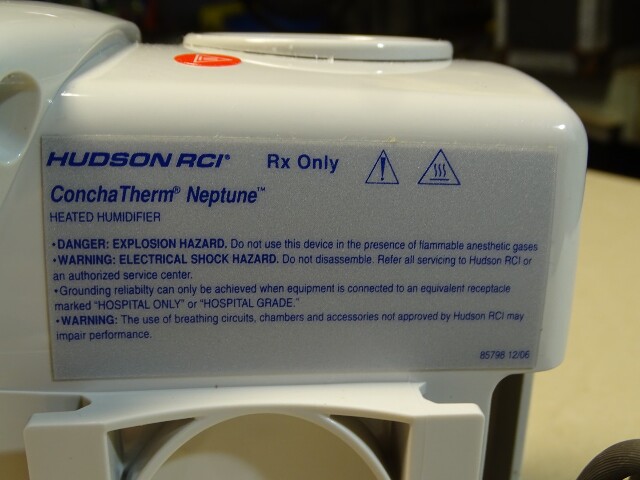 HUDSON RCI® Rx Only
ConchaTherm® Neptune™
HEATED HUMIDIFIER
•DANGER: EXPLOSION HAZARD. Do not use this device in the presence of flammable anesthetic gases
•WARNING: ELECTRICAL SHOCK HAZARD. Do not disassemble. Refer all servicing to Hudson RCI or
an authorized service center.
•Grounding reliability can only be achieved when equipment is connected to an equivalent receptacle
marked "HOSPITAL ONLY" or "HOSPITAL GRADE."
•WARNING: The use of breathing circuits, chambers and accessories not approved by Hudson RCI may
impair performance.
85798 12/06